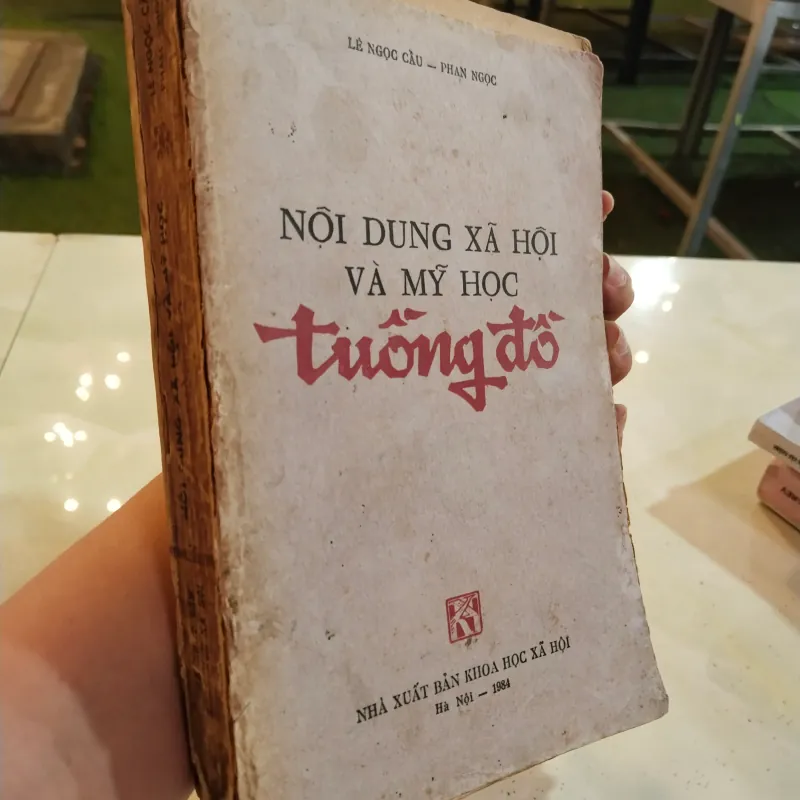 LÊ NGỌC CẦU — PHAN NGỌC
NỘI DUNG XÃ HỘI
VÀ MỸ HỌC
tuồng đồ
NHÀ XUẤT BẢN KHOA HỌC XÃ HỘI
Hà Nội — 1984